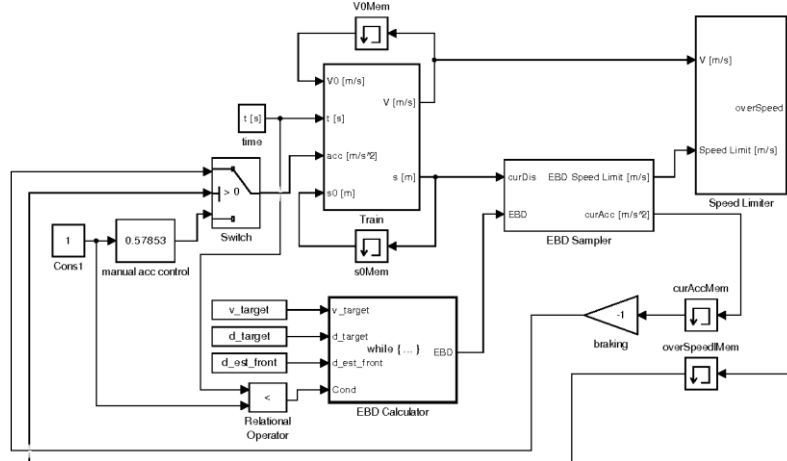 V0Mem
V0 [m/s]
V [m/s]
t [s]
t [s]
time
acc [m/s^2]
s0 [m]
s [m]
Train
s0Mem
V [m/s]
overSpeed
Speed Limit [m/s]
Speed Limiter
> 0
Switch
1
Cons1
0.57853
manual acc control
curDis
EBD Speed Limit [m/s]
EBD
curAcc [m/s^2]
EBD Sampler
v_target
d_target
d_est_front
v_target
d_target
while { ... }
EBD
d_est_front
Cond
EBD Calculator
<
Relational
Operator
-1
braking
curAccMem
overSpeedlMem